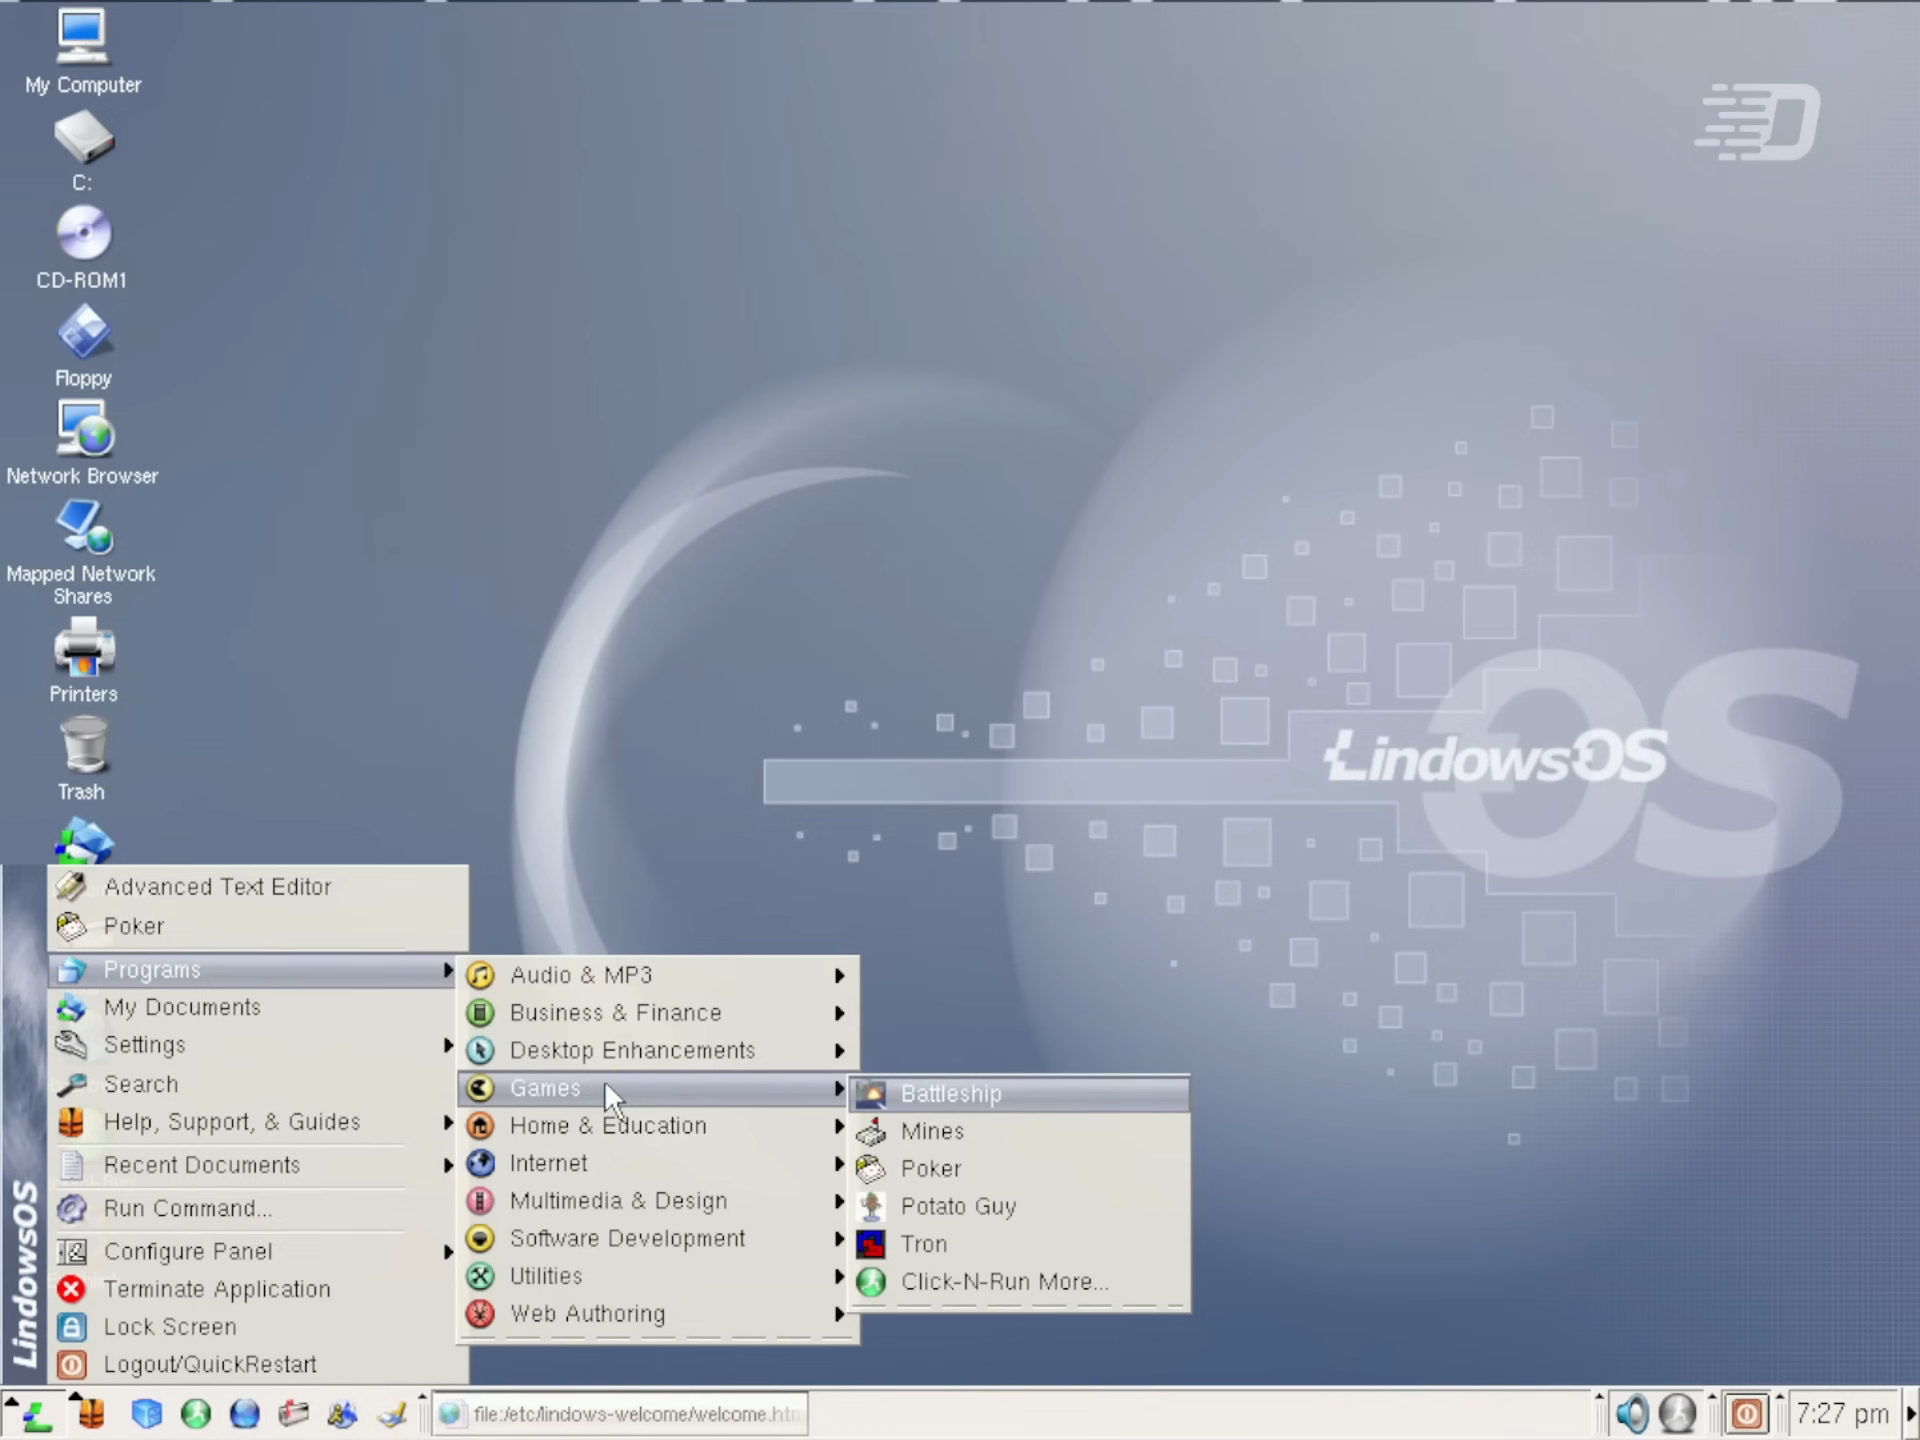 My Computer
C:
CD-ROM1
Floppy
Network Browser
Mapped Network
Shares
Printers
Trash
LindowsOS
OS
Advanced Text Editor
Poker
Programs
My Documents
Settings
Search
Help, Support, & Guides
Recent Documents
Run Command...
Configure Panel
Terminate Application
Lock Screen
Logout/QuickRestart
LindowsOS
Audio & MP3
Business & Finance
Desktop Enhancements
Games
Home & Education
Internet
Multimedia & Design
Software Development
Utilities
Web Authoring
Battleship
Mines
Poker
Potato Guy
Tron
Click-N-Run More...
file:/etc/lindows-welcome/welcome.htm
7:27 pm